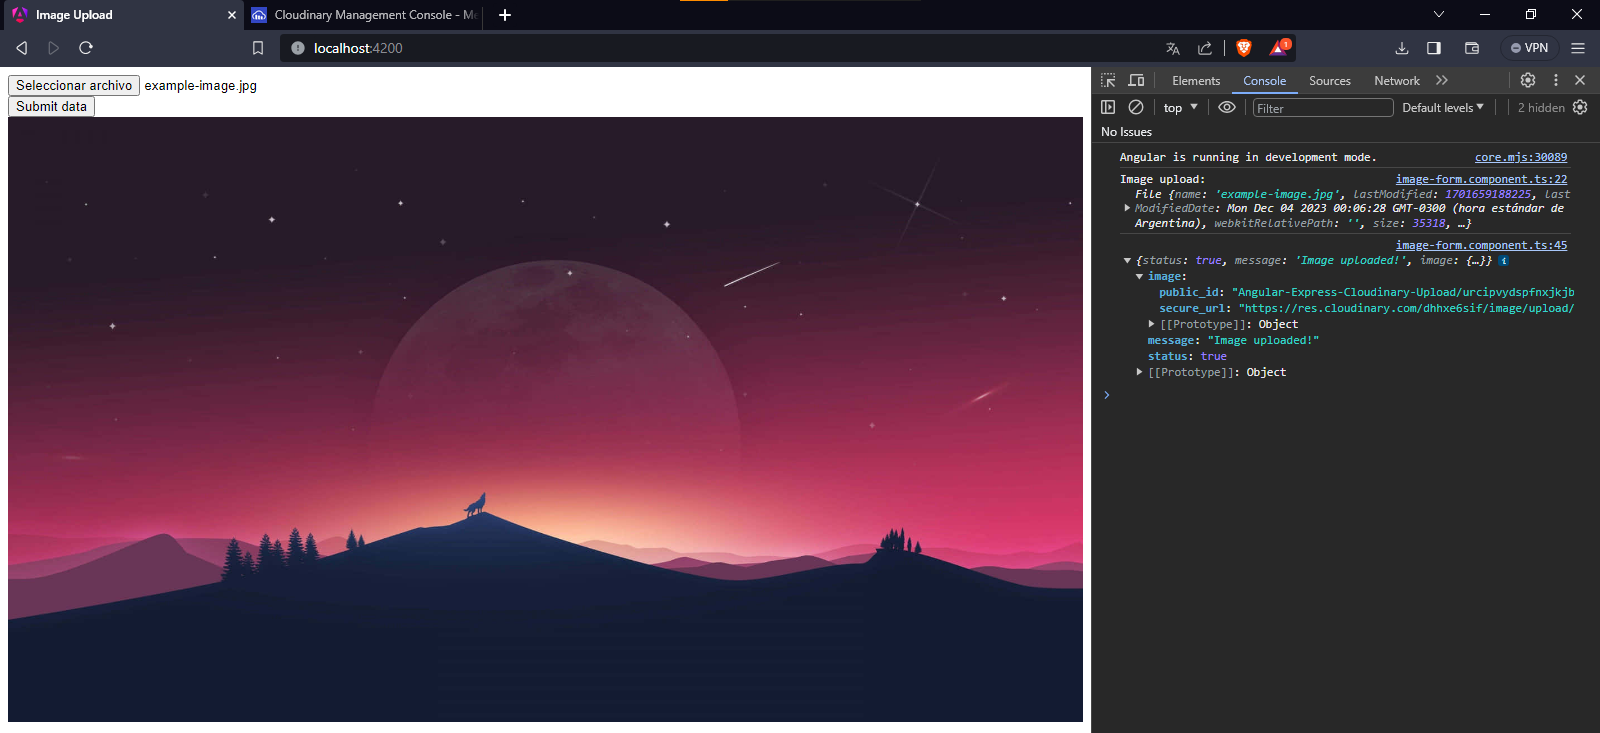 Image Upload
Cloudinary Management Console - Me
localhost:4200
1
VPN
Seleccionar archivo example-image.jpg
Submit data
Elements Console Sources Network
top Filter Default levels 2 hidden
No Issues
Angular is running in development mode. core.mjs:30089
Image upload: image-form.component.ts:22
File {name: 'example-image.jpg', lastModified: 1701659188225, last
ModifiedDate: Mon Dec 04 2023 00:06:28 GMT-0300 (hora estándar de
Argentina), webkitRelativePath: '', size: 35318, …}
image-form.component.ts:45
{status: true, message: 'Image uploaded!', image: {…}} i
image:
public_id: "Angular-Express-Cloudinary-Upload/urcipvydspfnxjkjb
secure_url: "https://res.cloudinary.com/dhhxe6sif/image/upload/
[[Prototype]]: Object
message: "Image uploaded!"
status: true
[[Prototype]]: Object